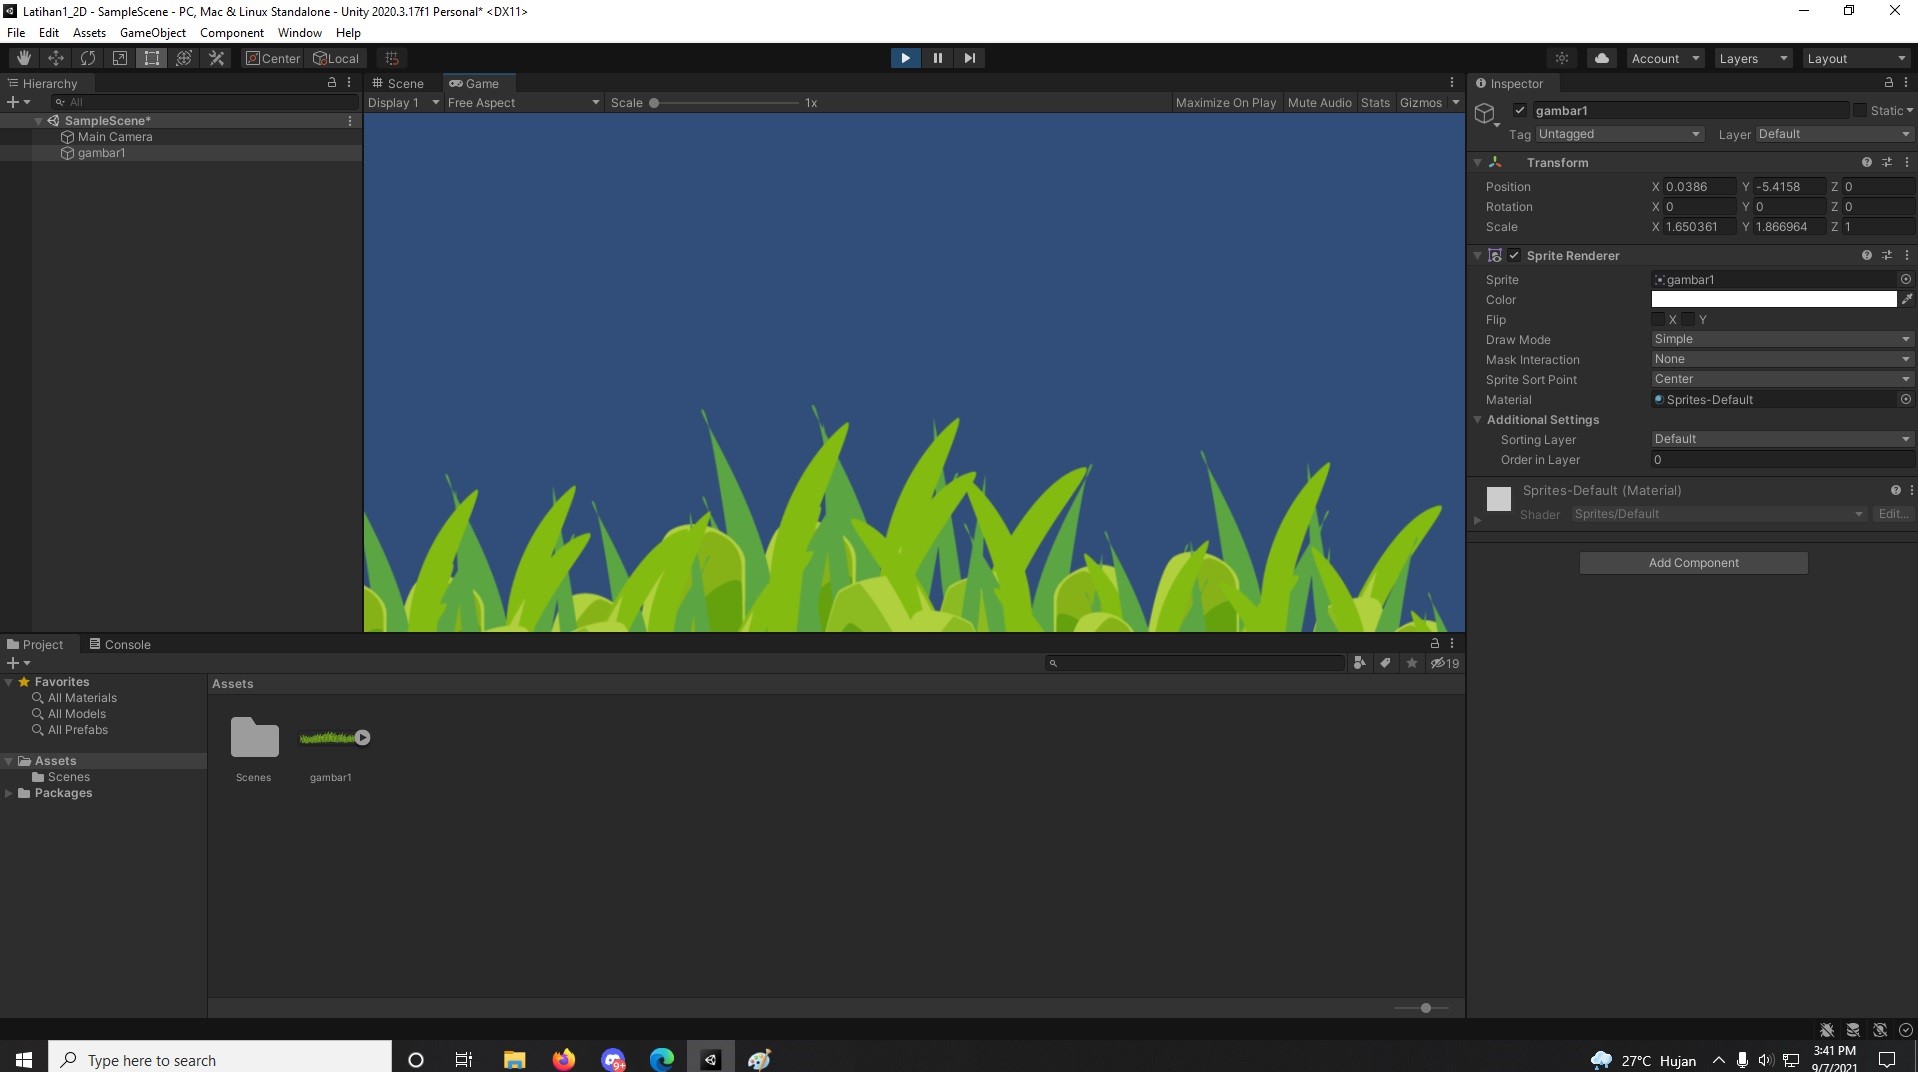 Latihan1_2D - SampleScene - PC, Mac & Linux Standalone - Unity 2020.3.17f1 Personal* <DX11>
File Edit Assets GameObject Component Window Help
Center Local
Account Layers Layout
Hierarchy
All
SampleScene*
Main Camera
gambar1
Scene Game
Display 1 Free Aspect Scale 1x Maximize On Play Mute Audio Stats Gizmos
Inspector
gambar1 Static
Tag Untagged Layer Default
Transform
Position X 0.0386 Y -5.4158 Z 0
Rotation X 0 Y 0 Z 0
Scale X 1.650361 Y 1.866964 Z 1
Sprite Renderer
Sprite gambar1
Color
Flip X Y
Draw Mode Simple
Mask Interaction None
Sprite Sort Point Center
Material Sprites-Default
Additional Settings
Sorting Layer Default
Order in Layer 0
Sprites-Default (Material)
Shader Sprites/Default Edit...
Add Component
Project Console
19
Favorites
All Materials
All Models
All Prefabs
Assets
Scenes
Packages
Assets
Scenes gambar1
Type here to search
9+
27°C Hujan
3:41 PM
9/7/2021